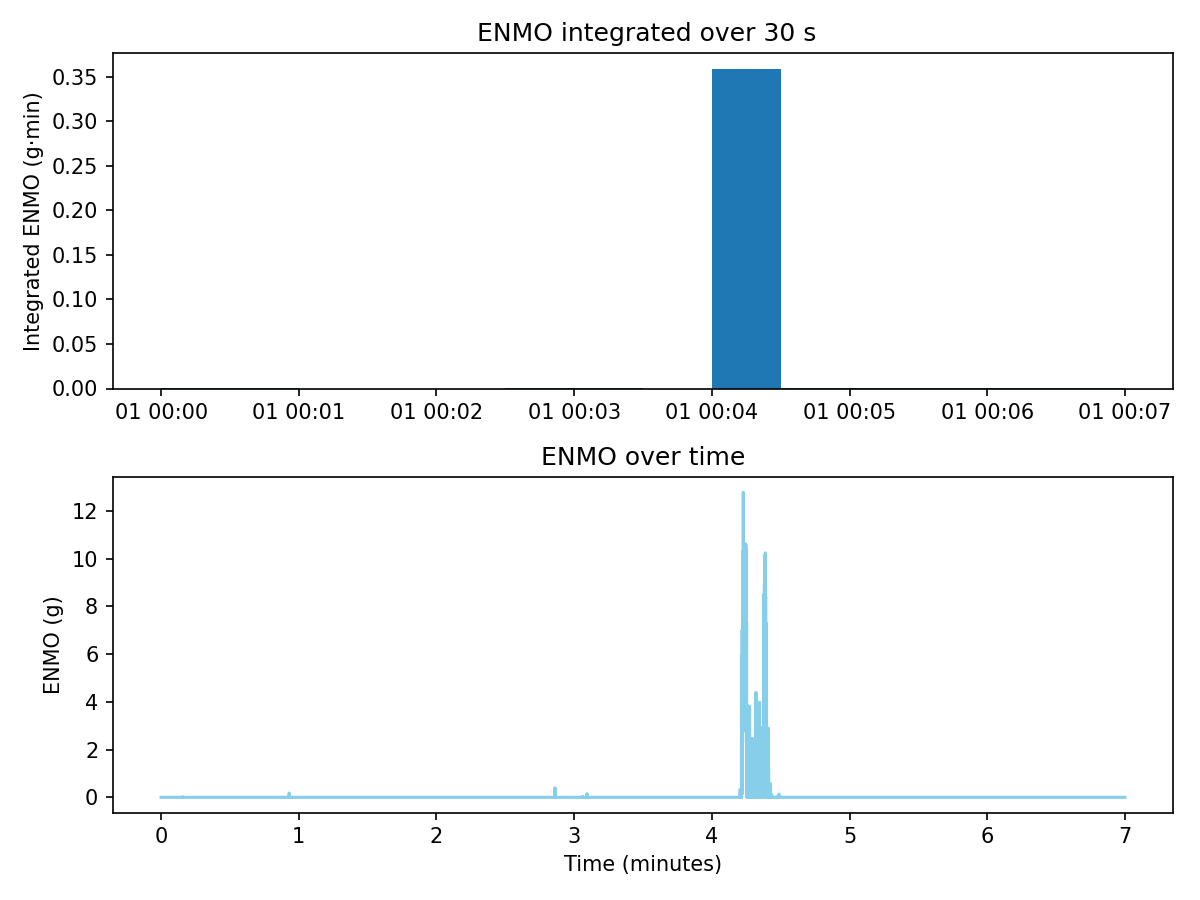 ENMO integrated over 30 s
Integrated ENMO (g·min)
0.35
0.30
0.25
0.20
0.15
0.10
0.05
0.00
01 00:00 01 00:01 01 00:02 01 00:03 01 00:04 01 00:05 01 00:06 01 00:07
ENMO over time
ENMO (g)
12
10
8
6
4
2
0
0 1 2 3 4 5 6 7
Time (minutes)